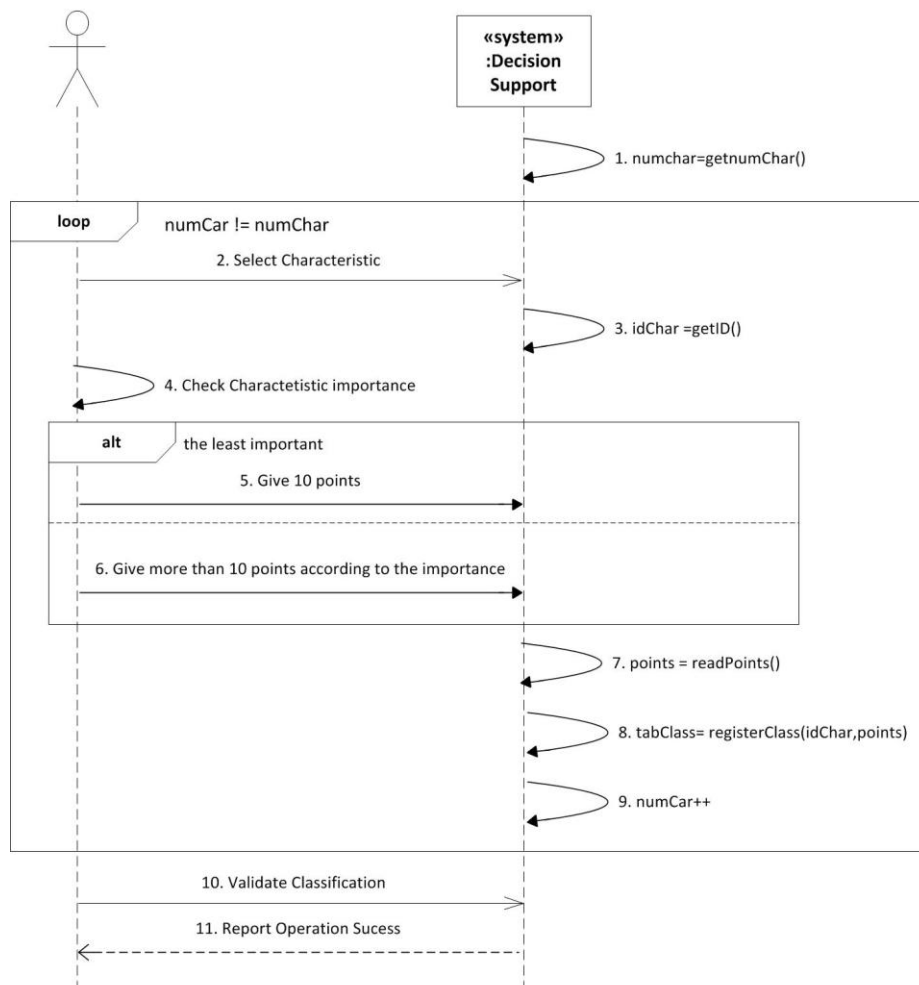 «system»
:Decision
Support
1. numchar=getnumChar()
loop
numCar != numChar
2. Select Characteristic
3. idChar =getID()
4. Check Charactetistic importance
alt
the least important
5. Give 10 points
6. Give more than 10 points according to the importance
7. points = readPoints()
8. tabClass= registerClass(idChar,points)
9. numCar++
10. Validate Classification
11. Report Operation Sucess